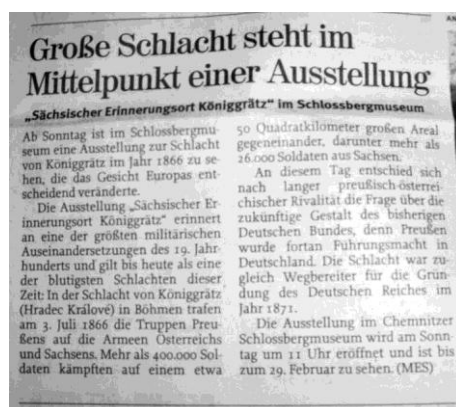 AN
Große Schlacht steht im
Mittelpunkt einer Ausstellung
„Sächsischer Erinnerungsort Königgrätz“ im Schlossbergmuseum
Ab Sonntag ist im Schlossbergmu-
seum eine Ausstellung zur Schlacht
von Königgrätz im Jahr 1866 zu se-
hen, die das Gesicht Europas ent-
scheidend veränderte.
Die Ausstellung „Sächsischer Er-
innerungsort Königgrätz“ erinnert
an eine der größten militärischen
Auseinandersetzungen des 19. Jahr-
hunderts und gilt bis heute als eine
der blutigsten Schlachten dieser
Zeit: In der Schlacht von Königgrätz
(Hradec Králové) in Böhmen trafen
am 3. Juli 1866 die Truppen Preu-
ßens auf die Armeen Österreichs
und Sachsens. Mehr als 400.000 Sol-
daten kämpften auf einem etwa
50 Quadratkilometer großen Areal
gegeneinander, darunter mehr als
26.000 Soldaten aus Sachsen.
An diesem Tag entschied sich
nach langer preußisch-österrei-
chischer Rivalität die Frage über die
zukünftige Gestalt des bisherigen
Deutschen Bundes, denn Preußen
wurde fortan Führungsmacht in
Deutschland. Die Schlacht war zu-
gleich Wegbereiter für die Grün-
dung des Deutschen Reiches im
Jahr 1871.
Die Ausstellung im Chemnitzer
Schlossbergmuseum wird am Sonn-
tag um 11 Uhr eröffnet und ist bis
zum 29. Februar zu sehen. (MES)